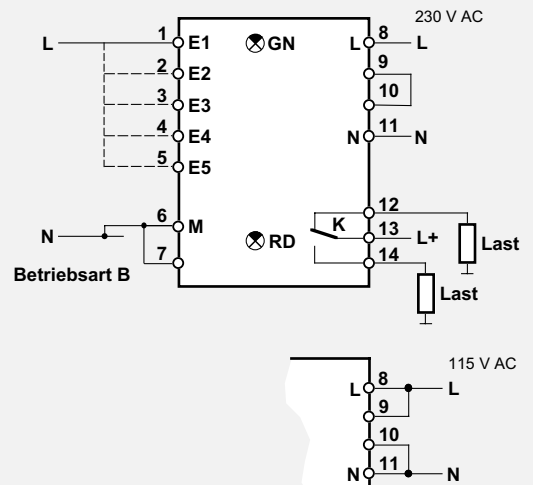 230 V AC
L 1 E1 GN L 8 L
2 E2 9
3 E3 10
4 E4 N 11 N
5 E5
12
N 6 M K 13 L+ Last
7 RD 14
Betriebsart B Last
115 V AC
L 8 L
9
10
N 11 N